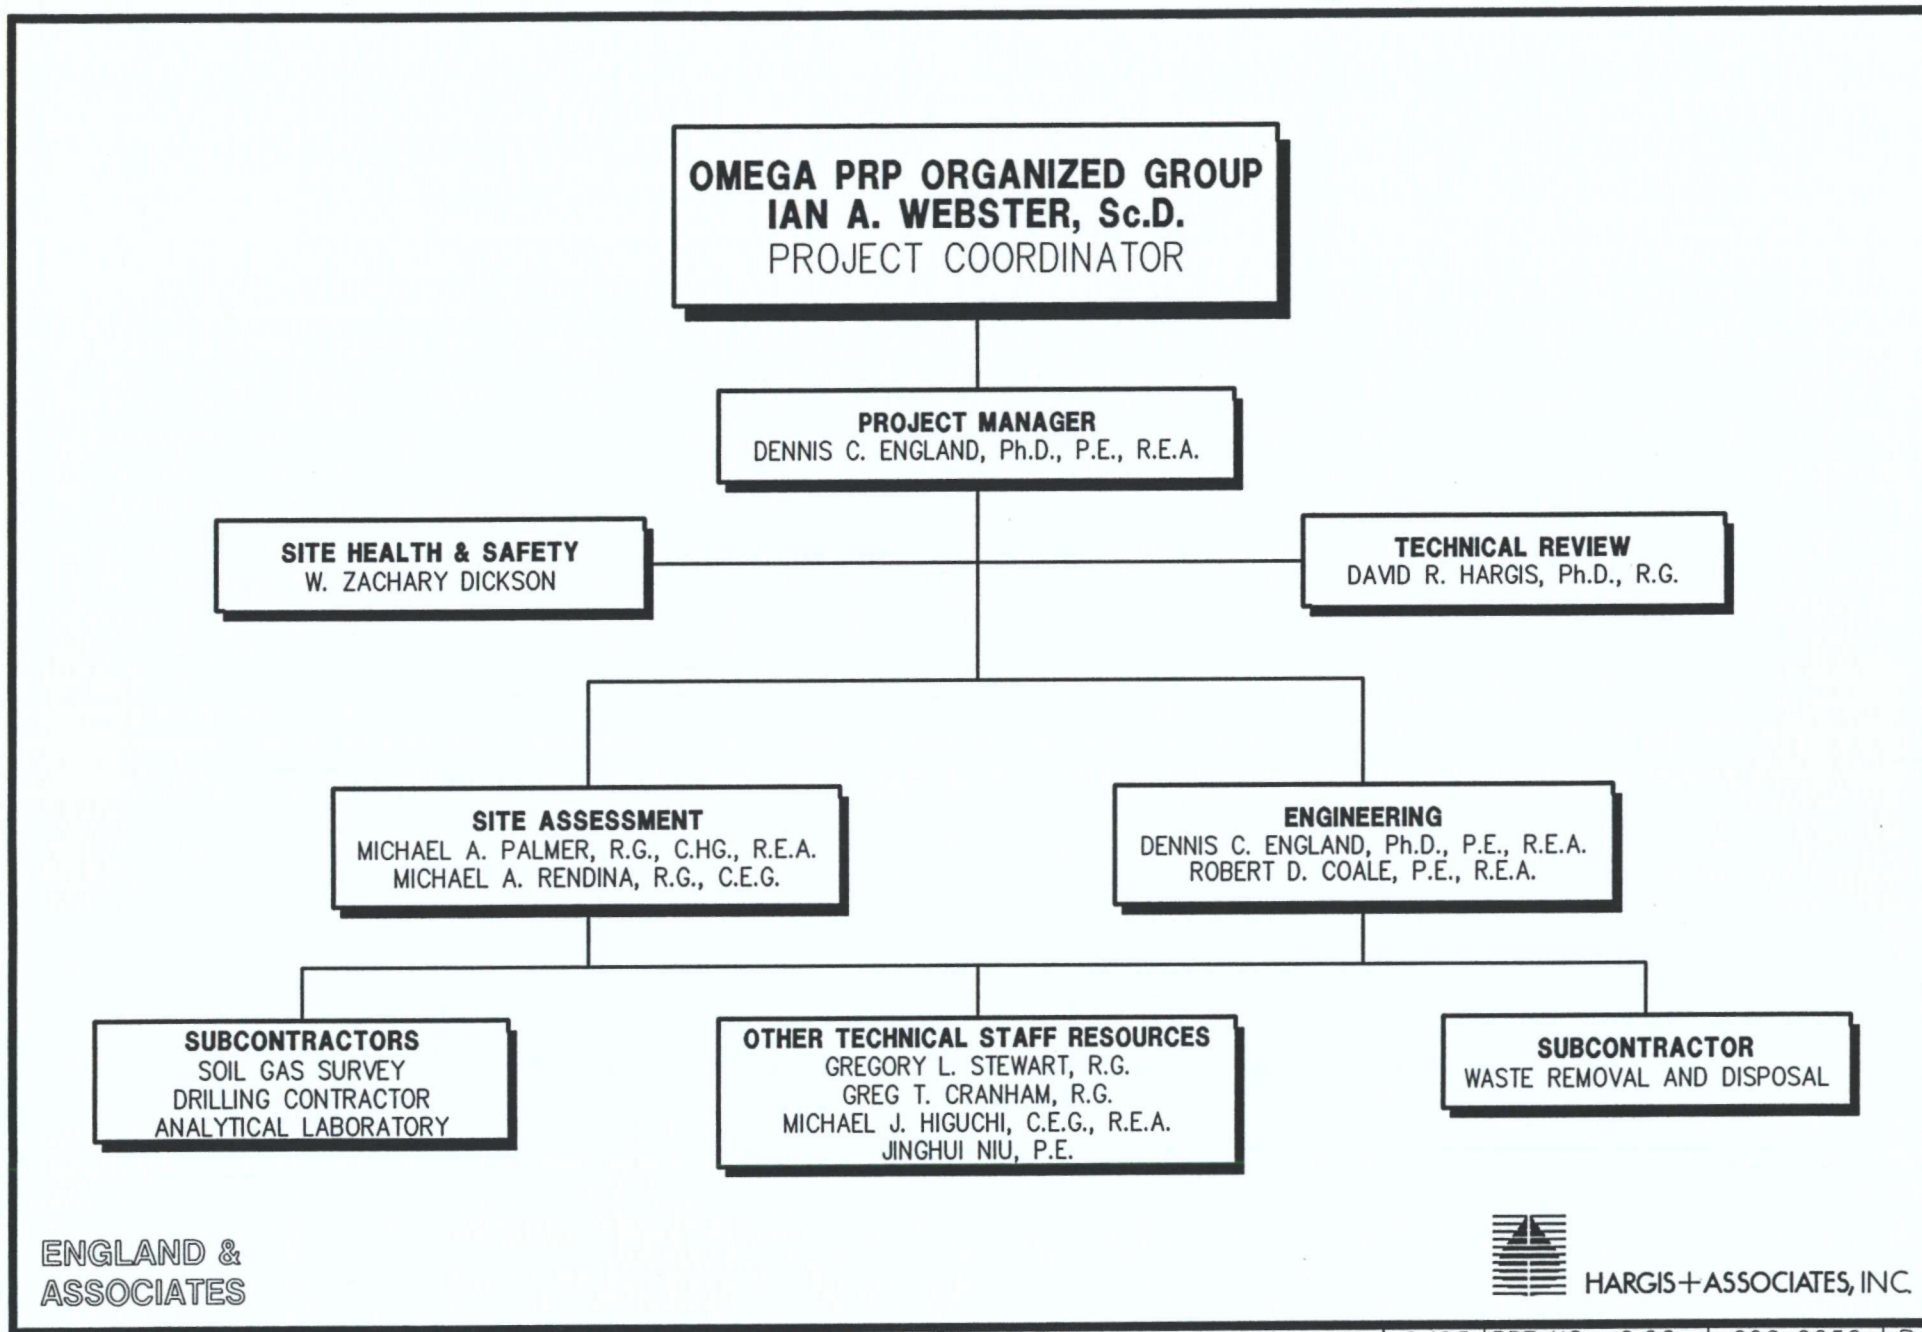 OMEGA PRP ORGANIZED GROUP
IAN A. WEBSTER, Sc.D.
PROJECT COORDINATOR
PROJECT MANAGER
DENNIS C. ENGLAND, Ph.D., P.E., R.E.A.
SITE HEALTH & SAFETY
W. ZACHARY DICKSON
TECHNICAL REVIEW
DAVID R. HARGIS, Ph.D., R.G.
SITE ASSESSMENT
MICHAEL A. PALMER, R.G., C.HG., R.E.A.
MICHAEL A. RENDINA, R.G., C.E.G.
ENGINEERING
DENNIS C. ENGLAND, Ph.D., P.E., R.E.A.
ROBERT D. COALE, P.E., R.E.A.
SUBCONTRACTORS
SOIL GAS SURVEY
DRILLING CONTRACTOR
ANALYTICAL LABORATORY
OTHER TECHNICAL STAFF RESOURCES
GREGORY L. STEWART, R.G.
GREG T. CRANHAM, R.G.
MICHAEL J. HIGUCHI, C.E.G., R.E.A.
JINGHUI NIU, P.E.
SUBCONTRACTOR
WASTE REMOVAL AND DISPOSAL
ENGLAND &
ASSOCIATES
HARGIS+ASSOCIATES, INC.